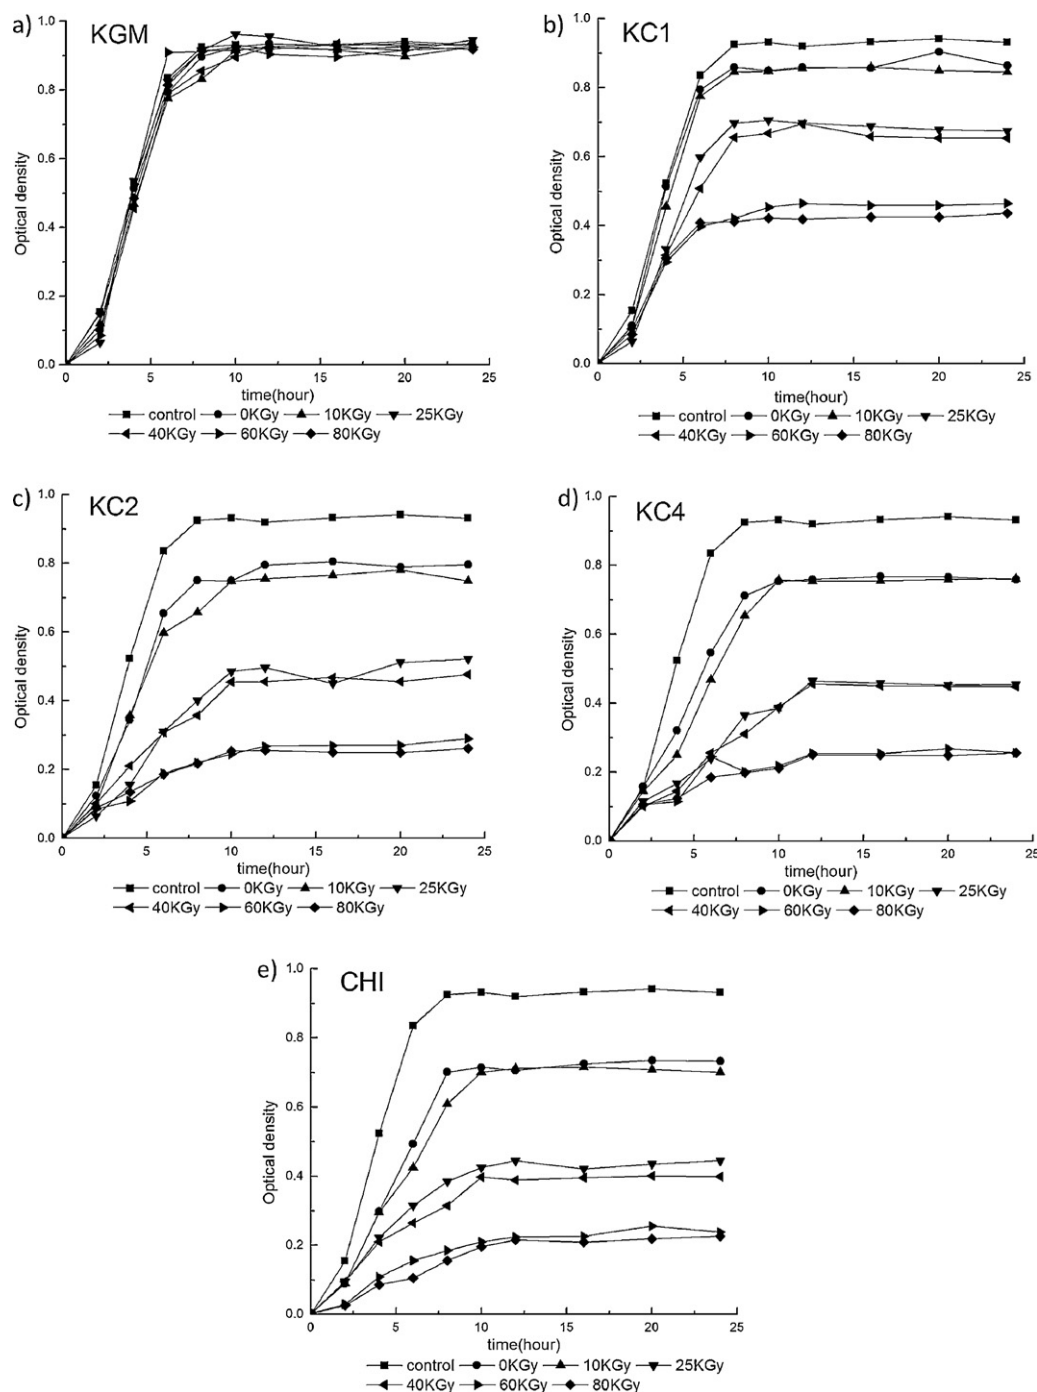 a) KGM
1.0
0.8
0.6
0.4
0.2
0.0
Optical density
0 5 10 15 20 25
time(hour)
control 0KGy 10KGy 25KGy
40KGy 60KGy 80KGy
b) KC1
1.0
0.8
0.6
0.4
0.2
0.0
Optical density
0 5 10 15 20 25
time(hour)
control 0KGy 10KGy 25KGy
40KGy 60KGy 80KGy
c) KC2
1.0
0.8
0.6
0.4
0.2
0.0
Optical density
0 5 10 15 20 25
time(hour)
control 0KGy 10KGy 25KGy
40KGy 60KGy 80KGy
d) KC4
1.0
0.8
0.6
0.4
0.2
0.0
Optical density
0 5 10 15 20 25
time(hour)
control 0KGy 10KGy 25KGy
40KGy 60KGy 80KGy
e) CHI
1.0
0.8
0.6
0.4
0.2
0.0
Optical density
0 5 10 15 20 25
time(hour)
control 0KGy 10KGy 25KGy
40KGy 60KGy 80KGy